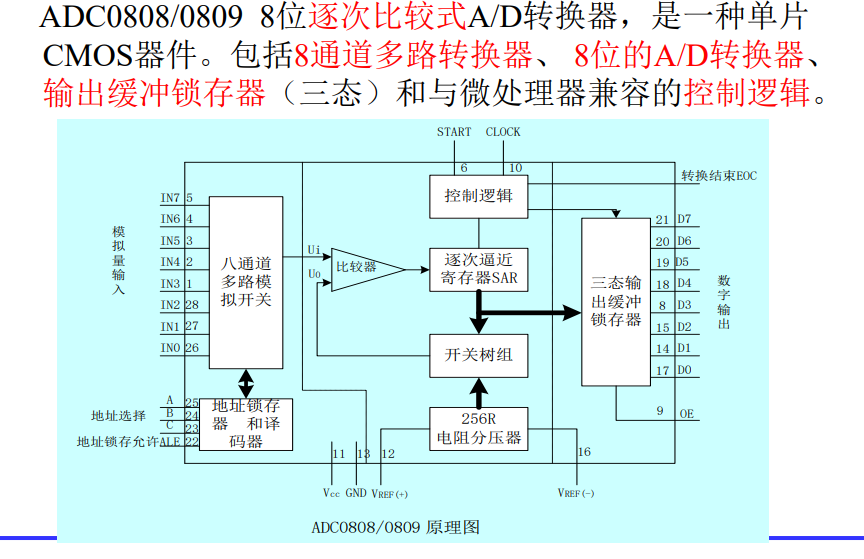 ADC0808/0809 8位逐次比较式A/D转换器，是一种单片
CMOS器件。包括8通道多路转换器、8位的A/D转换器、
输出缓冲锁存器（三态）和与微处理器兼容的控制逻辑。
START CLOCK
6 10
转换结束EOC
控制逻辑
IN7 5
IN6 4
IN5 3
IN4 2
IN3 1
IN2 28
IN1 27
IN0 26
模拟量输入
八通道
多路模
拟开关
Ui
U0
比较器
逐次逼近
寄存器SAR
开关树组
256R
电阻分压器
三态输
出缓冲
锁存器
21 D7
20 D6
19 D5
18 D4
8 D3
15 D2
14 D1
17 D0
数字输出
9 OE
地址选择
A 25
B 24
C 23
地址锁存允许ALE 22
地址锁存
器 和译
码器
11 13 12 16
Vcc GND VREF(+) VREF(-)
ADC0808/0809 原理图